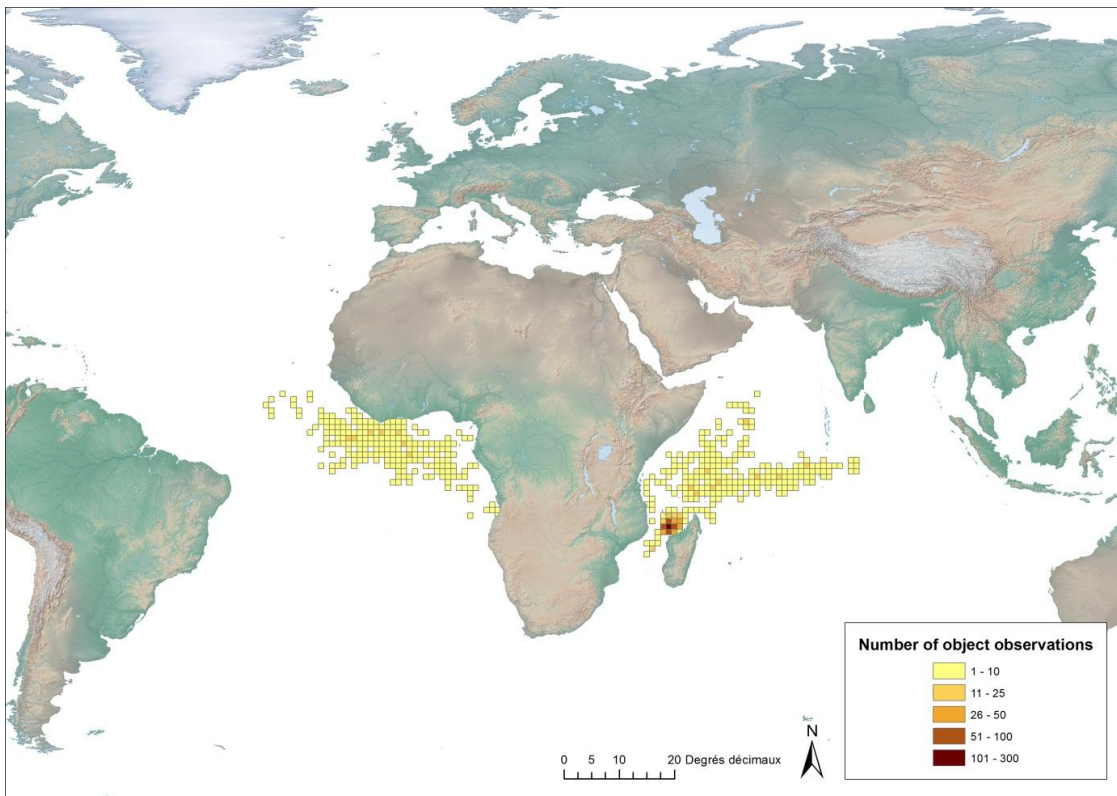 Number of object observations
1 - 10
11 - 25
26 - 50
51 - 100
101 - 300
N
0 5 10 20 Degrés décimaux